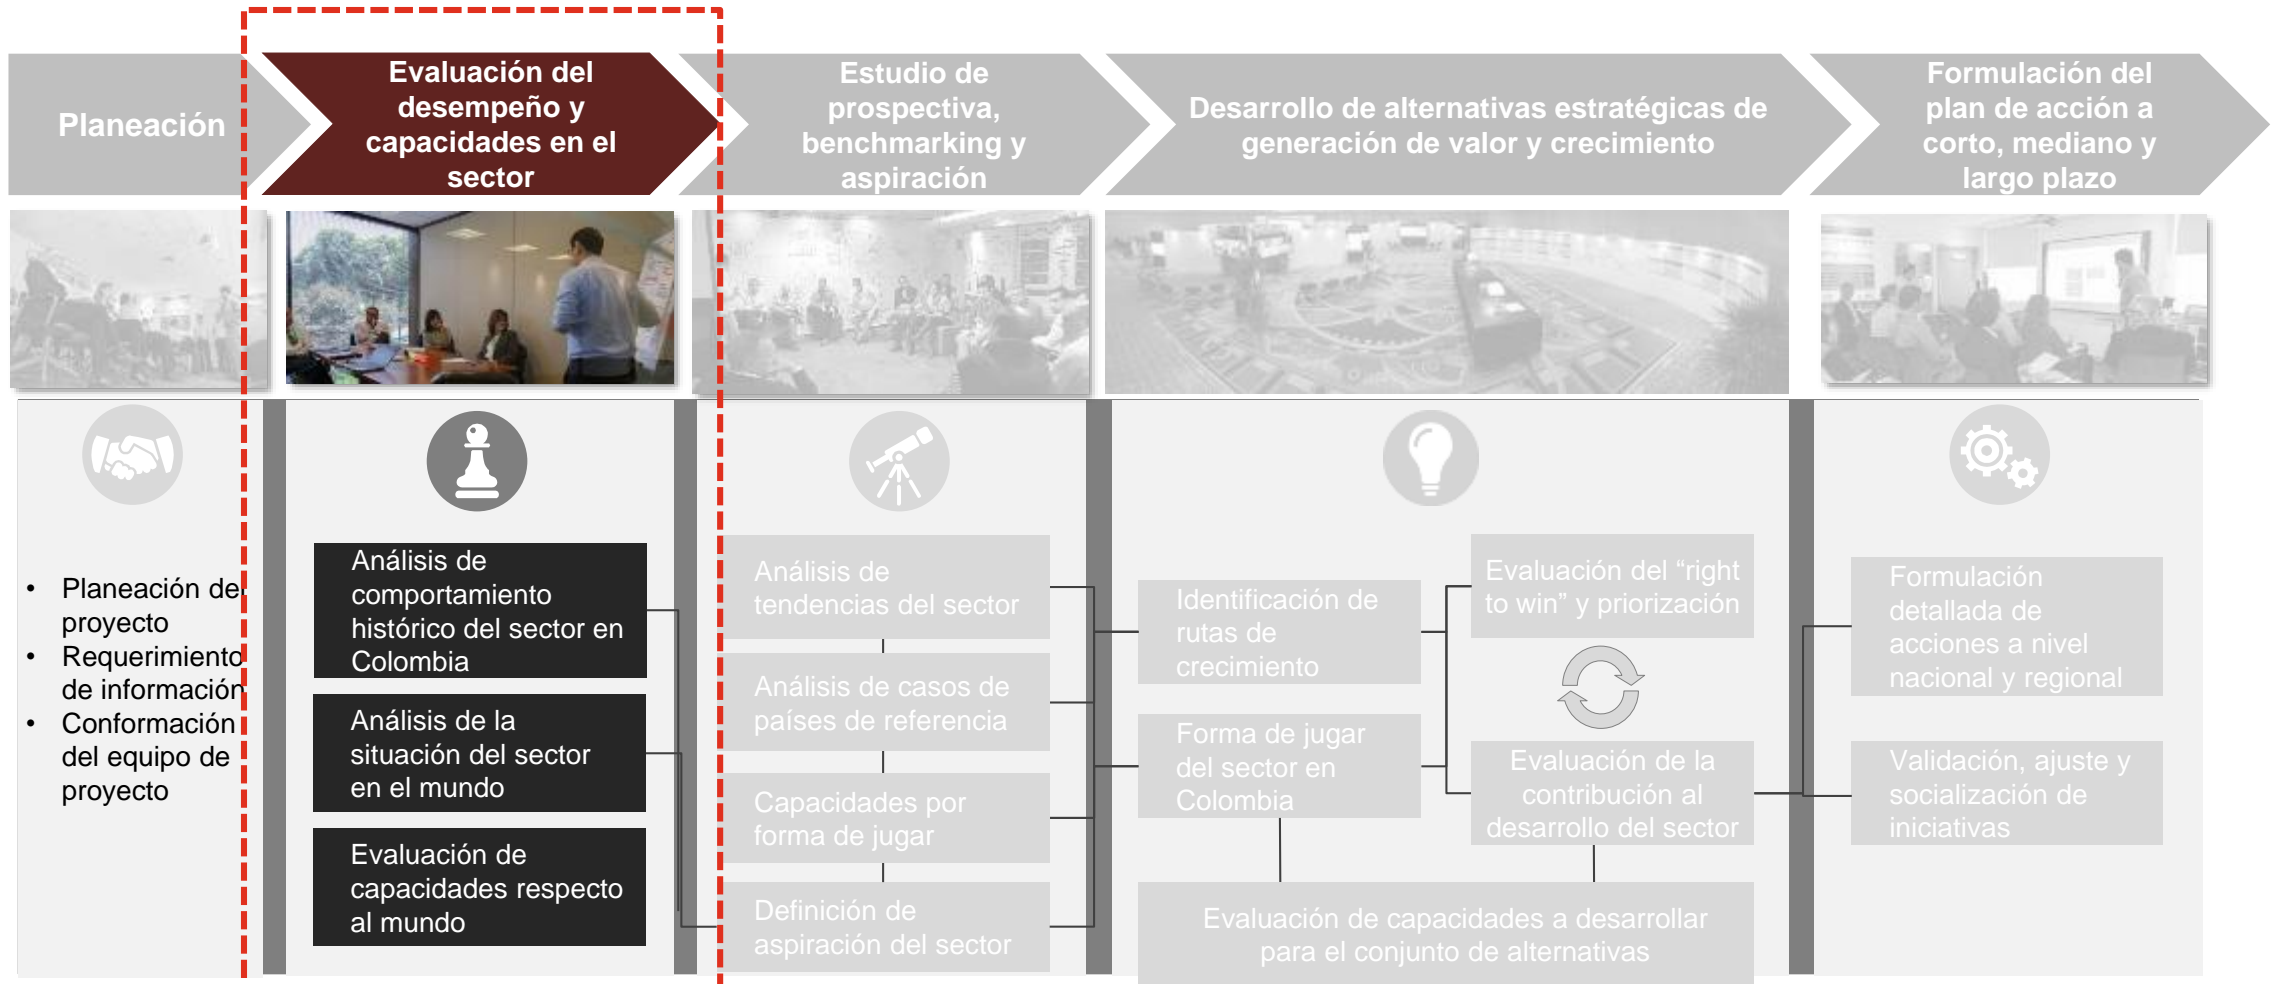 Planeación
Evaluación del
desempeño y
capacidades en el
sector
Estudio de
prospectiva,
benchmarking y
aspiración
Desarrollo de alternativas estratégicas de
generación de valor y crecimiento
Formulación del
plan de acción a
corto, mediano y
largo plazo
• Planeación del
proyecto
• Requerimiento
de información
• Conformación
del equipo de
proyecto
Análisis de
comportamiento
histórico del sector en
Colombia
Análisis de la
situación del sector
en el mundo
Evaluación de
capacidades respecto
al mundo
Análisis de
tendencias del sector
Análisis de casos de
países de referencia
Capacidades por
forma de jugar
Definición de
aspiración del sector
Identificación de
rutas de
crecimiento
Forma de jugar
del sector en
Colombia
Evaluación del “right
to win” y priorización
Evaluación de la
contribución al
desarrollo del sector
Evaluación de capacidades a desarrollar
para el conjunto de alternativas
Formulación
detallada de
acciones a nivel
nacional y regional
Validación, ajuste y
socialización de
iniciativas